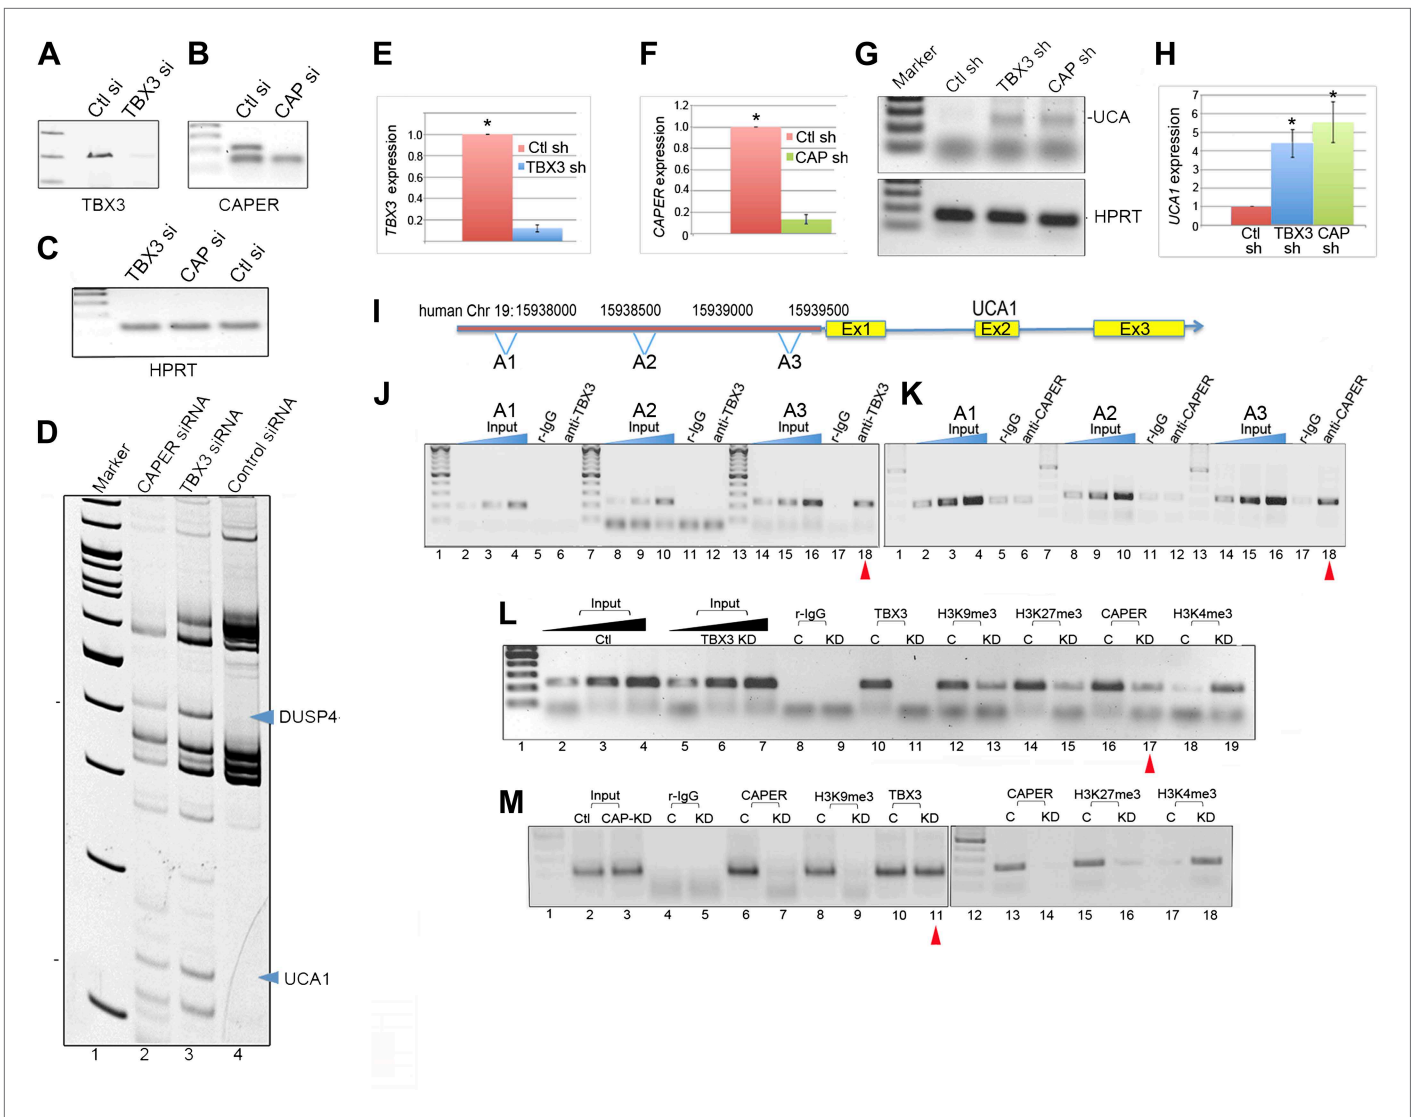 A
Ctl si
TBX3 si
TBX3
B
Ctl si
CAP si
CAPER
C
TBX3 si
CAP si
Ctl si
HPRT
D
Marker
CAPER siRNA
TBX3 siRNA
Control siRNA
DUSP4
UCA1
1 2 3 4
E
TBX3 expression
1.0
0.8
0.6
0.4
0.2
*
Ctl sh
TBX3 sh
F
CAPER expression
1.2
1.0
0.8
0.6
0.4
0.2
0
*
Ctl sh
CAP sh
G
Marker
Ctl sh
TBX3 sh
CAP sh
-UCA
HPRT
H
UCA1 expression
7
6
5
4
3
2
1
0
* *
Ctl sh
TBX3 sh
CAP sh
I
human Chr 19: 15938000 15938500 15939000 15939500
UCA1
Ex1 Ex2 Ex3
A1 A2 A3
J
A1 Input r-IgG anti-TBX3
A2 Input r-IgG anti-TBX3
A3 Input r-IgG anti-TBX3
1 2 3 4 5 6 7 8 9 10 11 12 13 14 15 16 17 18
K
A1 Input r-IgG anti-CAPER
A2 Input r-IgG anti-CAPER
A3 Input r-IgG anti-CAPER
1 2 3 4 5 6 7 8 9 10 11 12 13 14 15 16 17 18
L
Input Input r-IgG TBX3 H3K9me3 H3K27me3 CAPER H3K4me3
Ctl TBX3 KD C KD C KD C KD C KD C KD C KD
1 2 3 4 5 6 7 8 9 10 11 12 13 14 15 16 17 18 19
M
Input r-IgG CAPER H3K9me3 TBX3 CAPER H3K27me3 H3K4me3
Ctl CAP-KD C KD C KD C KD C KD C KD C KD C KD
1 2 3 4 5 6 7 8 9 10 11 12 13 14 15 16 17 18